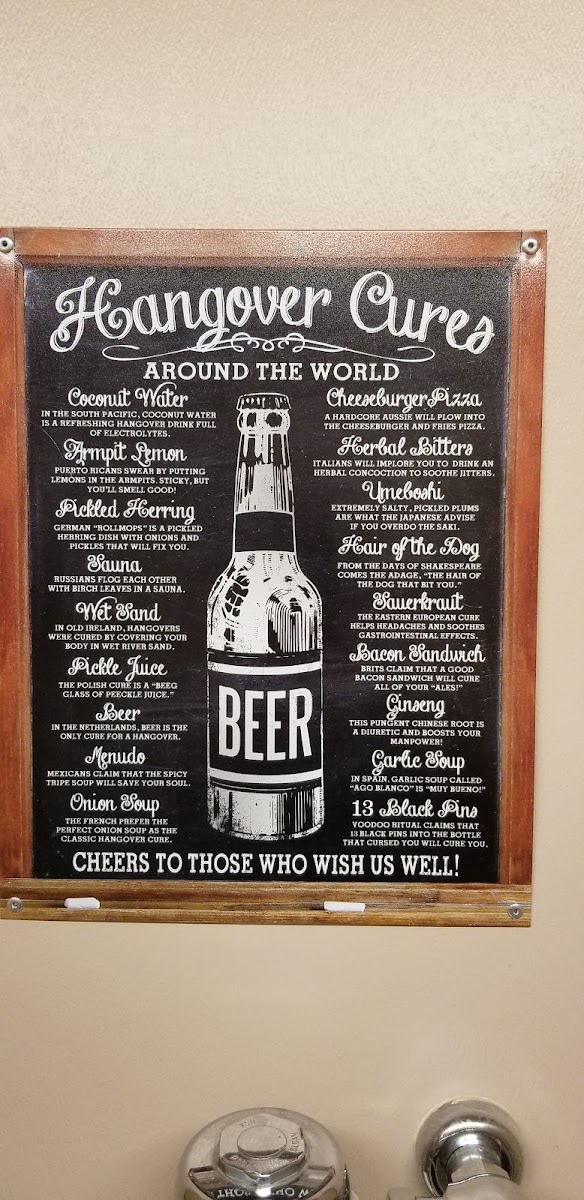 Hangover Cures
AROUND THE WORLD
Coconut Water
IN THE SOUTH PACIFIC, COCONUT WATER
IS A REFRESHING HANGOVER DRINK FULL
OF ELECTROLYTES.
Armpit Lemon
PUERTO RICANS SWEAR BY PUTTING
LEMONS IN THE ARMPITS. STICKY, BUT
YOU'LL SMELL GOOD!
Pickled Herring
GERMAN "ROLLMOPS" IS A PICKLED
HERRING DISH WITH ONIONS AND
PICKLES THAT WILL FIX YOU.
Sauna
RUSSIANS FLOG EACH OTHER
WITH BIRCH LEAVES IN A SAUNA.
Wet Sand
IN OLD IRELAND, HANGOVERS
WERE CURED BY COVERING YOUR
BODY IN WET RIVER SAND.
Pickle Juice
THE POLISH CURE IS A "BEEG
GLASS OF PEECKLE JUICE."
Beer
IN THE NETHERLANDS, BEER IS THE
ONLY CURE FOR A HANGOVER.
Menudo
MEXICANS CLAIM THAT THE SPICY
TRIPE SOUP WILL SAVE YOUR SOUL.
Onion Soup
THE FRENCH PREFER THE
PERFECT ONION SOUP AS THE
CLASSIC HANGOVER CURE.
BEER
Cheeseburger Pizza
A HARDCORE AUSSIE WILL PLOW INTO
THE CHEESEBURGER AND FRIES PIZZA.
Herbal Bitters
ITALIANS WILL IMPLORE YOU TO DRINK AN
HERBAL CONCOCTION TO SOOTHE JITTERS.
Umeboshi
EXTREMELY SALTY, PICKLED PLUMS
ARE WHAT THE JAPANESE ADVISE
IF YOU OVERDO THE SAKI.
Hair of the Dog
FROM THE DAYS OF SHAKESPEARE
COMES THE ADAGE, "THE HAIR OF
THE DOG THAT BIT YOU."
Sauerkraut
THE EASTERN EUROPEAN CURE
HELPS HEADACHES AND SOOTHES
GASTROINTESTINAL EFFECTS.
Bacon Sandwich
BRITS CLAIM THAT A GOOD
BACON SANDWICH WILL CURE
ALL OF YOUR "ALES!"
Ginseng
THIS PUNGENT CHINESE ROOT IS
A DIURETIC AND BOOSTS YOUR
MANPOWER!
Garlic Soup
IN SPAIN, GARLIC SOUP CALLED
"AGO BLANCO" IS "MUY BUENO!"
13 Black Pins
VOODOO RITUAL CLAIMS THAT
13 BLACK PINS INTO THE BOTTLE
THAT CURSED YOU WILL CURE YOU.
CHEERS TO THOSE WHO WISH US WELL!